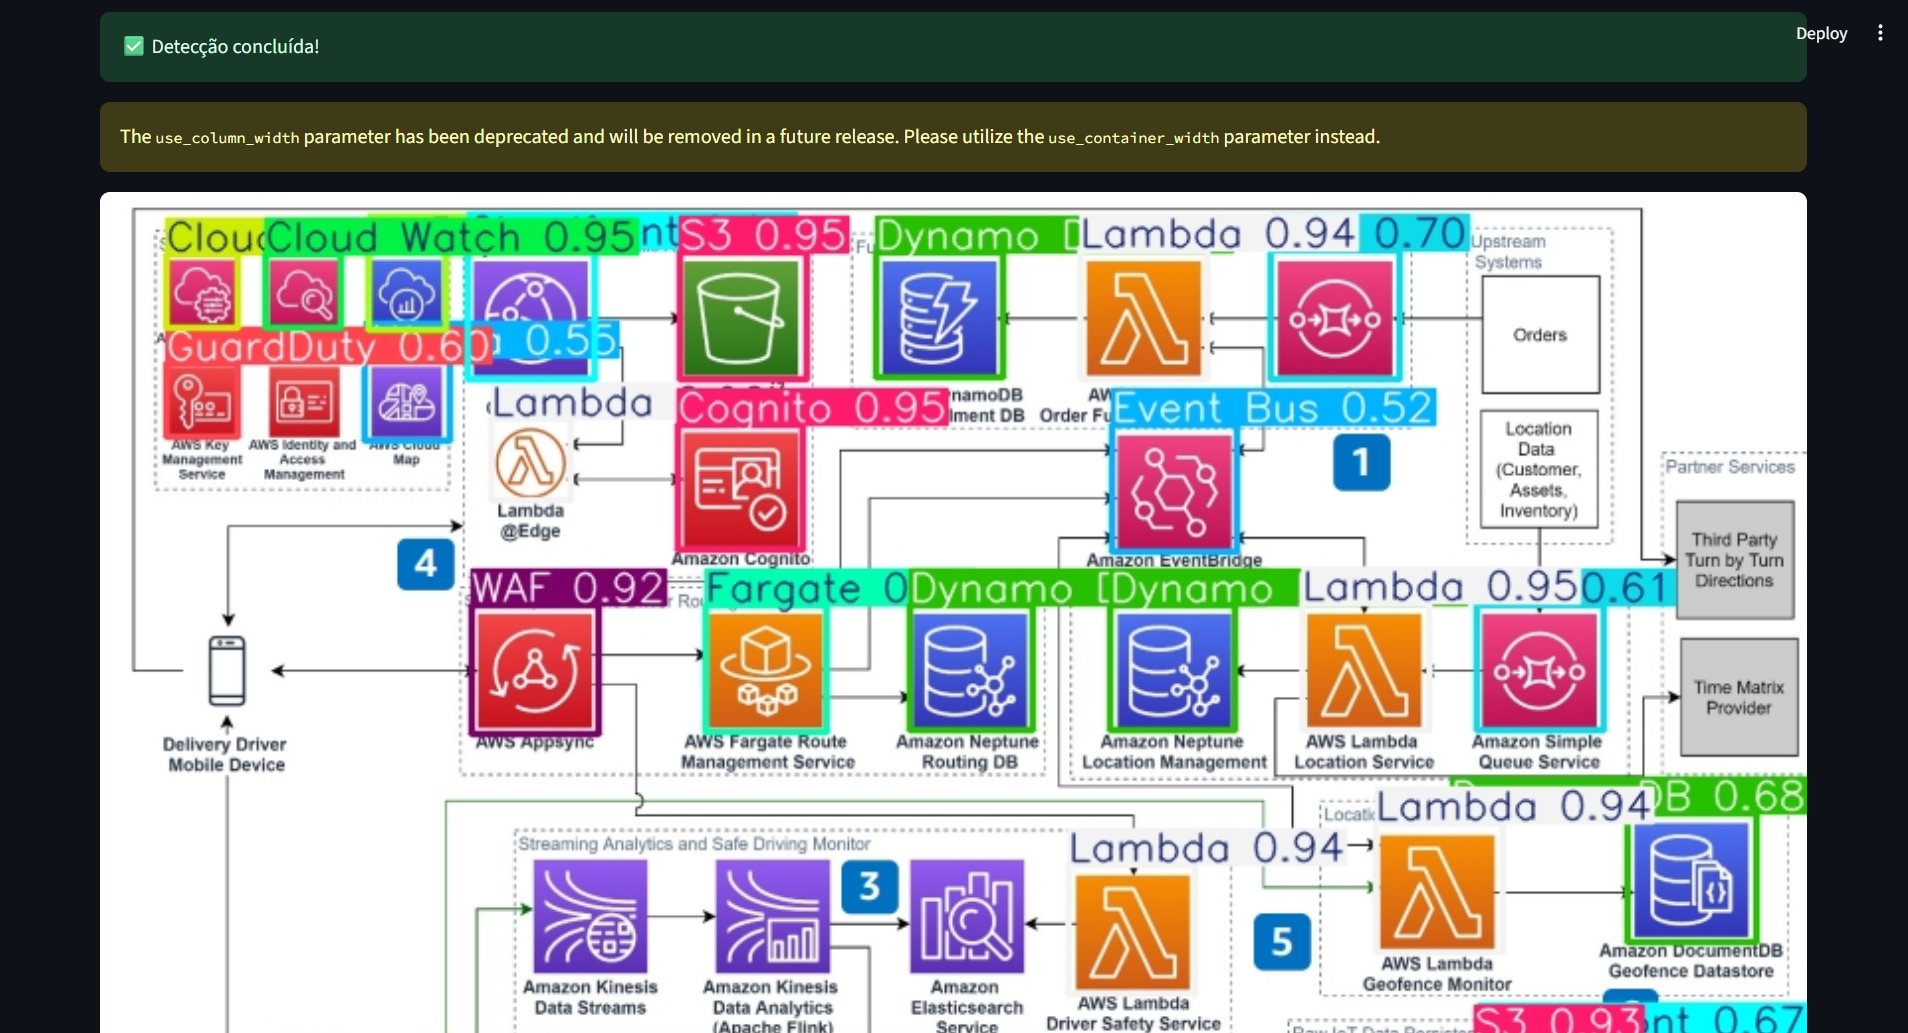 Deploy
✅ Detecção concluída!
The use_column_width parameter has been deprecated and will be removed in a future release. Please utilize the use_container_width parameter instead.
Cloud Watch 0.95
S3 0.95
Dynamo
Lambda 0.94
0.70
Upstream
Systems
Orders
GuardDuty 0.60
0.55
Lambda
Cognito 0.95
Event Bus 0.52
AWS Key
Management
Service
AWS Identity and
Access
Management
AWS Cloud
Map
Lambda
@Edge
Amazon Cognito
Amazon EventBridge
1
Location
Data
(Customer,
Assets,
Inventory)
Partner Services
Third Party
Turn by Turn
Directions
Time Matrix
Provider
4
WAF 0.92
Fargate
Dynamo
Dynamo
Lambda 0.95
0.61
Delivery Driver
Mobile Device
AWS Appsync
AWS Fargate Route
Management Service
Amazon Neptune
Routing DB
Amazon Neptune
Location Management
AWS Lambda
Location Service
Amazon Simple
Queue Service
DB 0.68
Lambda 0.94
Streaming Analytics and Safe Driving Monitor
Lambda 0.94
3
5
Amazon Kinesis
Data Streams
Amazon Kinesis
Data Analytics
(Apache Flink)
Amazon
Elasticsearch
Service
AWS Lambda
Driver Safety Service
AWS Lambda
Geofence Monitor
Amazon DocumentDB
Geofence Datastore
S3 0.93
0.67